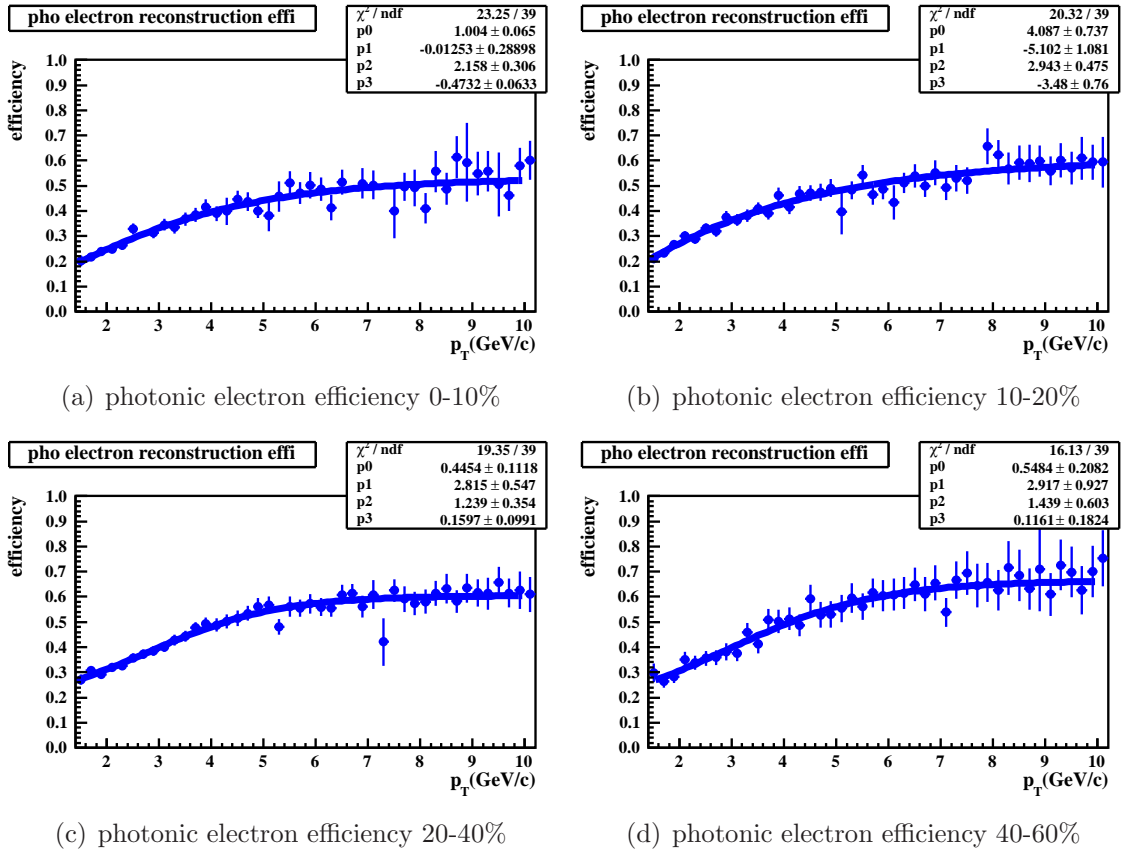 pho electron reconstruction effi
χ² / ndf 23.25 / 39
p0 1.004 ± 0.065
p1 -0.01253 ± 0.28898
p2 2.158 ± 0.306
p3 -0.4732 ± 0.0633
efficiency
1.0
0.9
0.8
0.7
0.6
0.5
0.4
0.3
0.2
0.1
0.0
2 3 4 5 6 7 8 9 10
p_T(GeV/c)
(a) photonic electron efficiency 0-10%
pho electron reconstruction effi
χ² / ndf 20.32 / 39
p0 4.087 ± 0.737
p1 -5.102 ± 1.081
p2 2.943 ± 0.475
p3 -3.48 ± 0.76
efficiency
1.0
0.9
0.8
0.7
0.6
0.5
0.4
0.3
0.2
0.1
0.0
2 3 4 5 6 7 8 9 10
p_T(GeV/c)
(b) photonic electron efficiency 10-20%
pho electron reconstruction effi
χ² / ndf 19.35 / 39
p0 0.4454 ± 0.1118
p1 2.815 ± 0.547
p2 1.239 ± 0.354
p3 0.1597 ± 0.0991
efficiency
1.0
0.9
0.8
0.7
0.6
0.5
0.4
0.3
0.2
0.1
0.0
2 3 4 5 6 7 8 9 10
p_T(GeV/c)
(c) photonic electron efficiency 20-40%
pho electron reconstruction effi
χ² / ndf 16.13 / 39
p0 0.5484 ± 0.2082
p1 2.917 ± 0.927
p2 1.439 ± 0.603
p3 0.1161 ± 0.1824
efficiency
1.0
0.9
0.8
0.7
0.6
0.5
0.4
0.3
0.2
0.1
0.0
2 3 4 5 6 7 8 9 10
p_T(GeV/c)
(d) photonic electron efficiency 40-60%